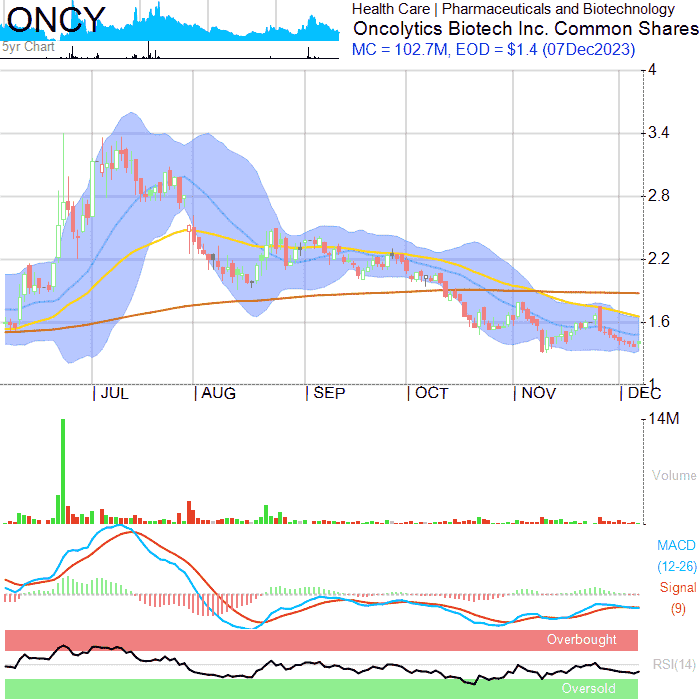 ONCY
5yr Chart
Health Care | Pharmaceuticals and Biotechnology
Oncolytics Biotech Inc. Common Shares
MC = 102.7M, EOD = $1.4 (07Dec2023)
4
3.4
2.8
2.2
1.6
1
JUL AUG SEP OCT NOV DEC
14M
Volume
MACD
(12-26)
Signal
(9)
Overbought
RSI(14)
Oversold